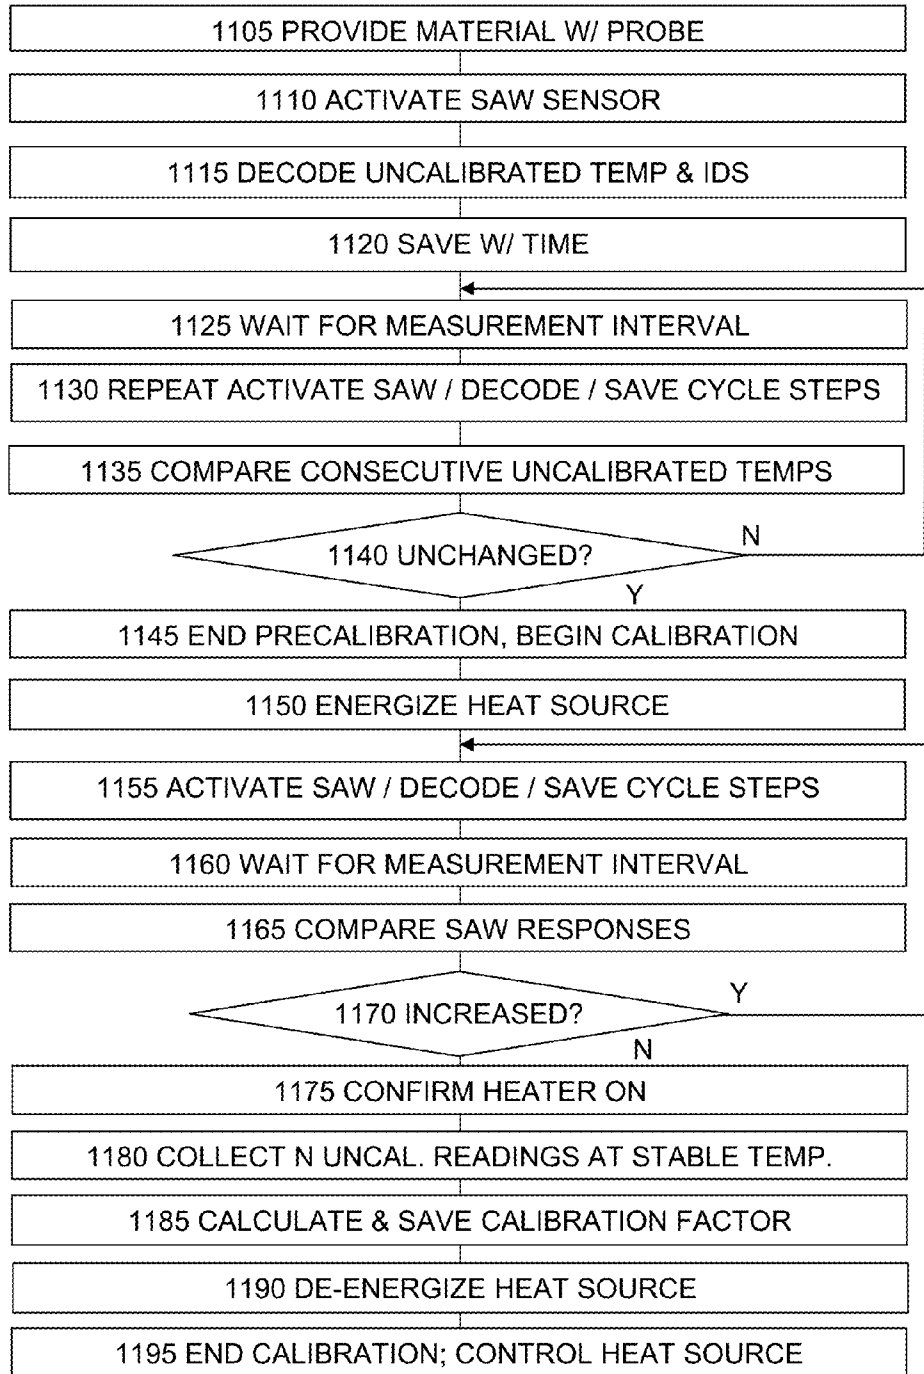 1105 PROVIDE MATERIAL W/ PROBE
1110 ACTIVATE SAW SENSOR
1115 DECODE UNCALIBRATED TEMP & IDS
1120 SAVE W/ TIME
1125 WAIT FOR MEASUREMENT INTERVAL
1130 REPEAT ACTIVATE SAW / DECODE / SAVE CYCLE STEPS
1135 COMPARE CONSECUTIVE UNCALIBRATED TEMPS
1140 UNCHANGED?
N
Y
1145 END PRECALIBRATION, BEGIN CALIBRATION
1150 ENERGIZE HEAT SOURCE
1155 ACTIVATE SAW / DECODE / SAVE CYCLE STEPS
1160 WAIT FOR MEASUREMENT INTERVAL
1165 COMPARE SAW RESPONSES
1170 INCREASED?
Y
N
1175 CONFIRM HEATER ON
1180 COLLECT N UNCAL. READINGS AT STABLE TEMP.
1185 CALCULATE & SAVE CALIBRATION FACTOR
1190 DE-ENERGIZE HEAT SOURCE
1195 END CALIBRATION; CONTROL HEAT SOURCE